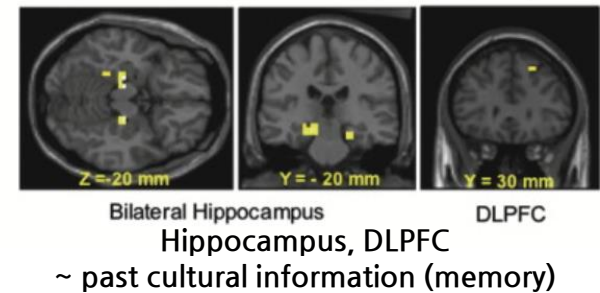 Z =-20 mm
Y = - 20 mm
Y = 30 mm
Bilateral Hippocampus
DLPFC
Hippocampus, DLPFC
~ past cultural information (memory)